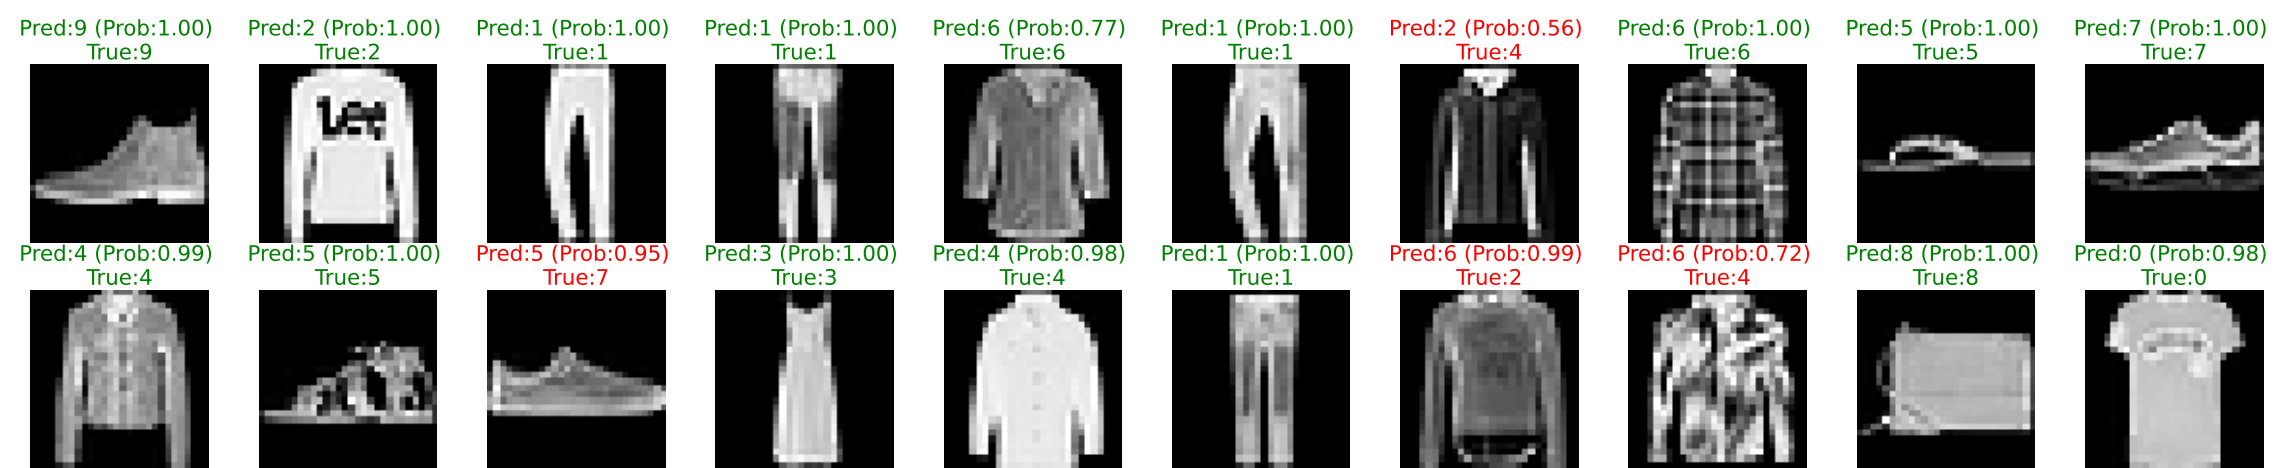 Pred:9 (Prob:1.00)
True:9
Pred:2 (Prob:1.00)
True:2
Pred:1 (Prob:1.00)
True:1
Pred:1 (Prob:1.00)
True:1
Pred:6 (Prob:0.77)
True:6
Pred:1 (Prob:1.00)
True:1
Pred:2 (Prob:0.56)
True:4
Pred:6 (Prob:1.00)
True:6
Pred:5 (Prob:1.00)
True:5
Pred:7 (Prob:1.00)
True:7
Lee
Pred:4 (Prob:0.99)
True:4
Pred:5 (Prob:1.00)
True:5
Pred:5 (Prob:0.95)
True:7
Pred:3 (Prob:1.00)
True:3
Pred:4 (Prob:0.98)
True:4
Pred:1 (Prob:1.00)
True:1
Pred:6 (Prob:0.99)
True:2
Pred:6 (Prob:0.72)
True:4
Pred:8 (Prob:1.00)
True:8
Pred:0 (Prob:0.98)
True:0